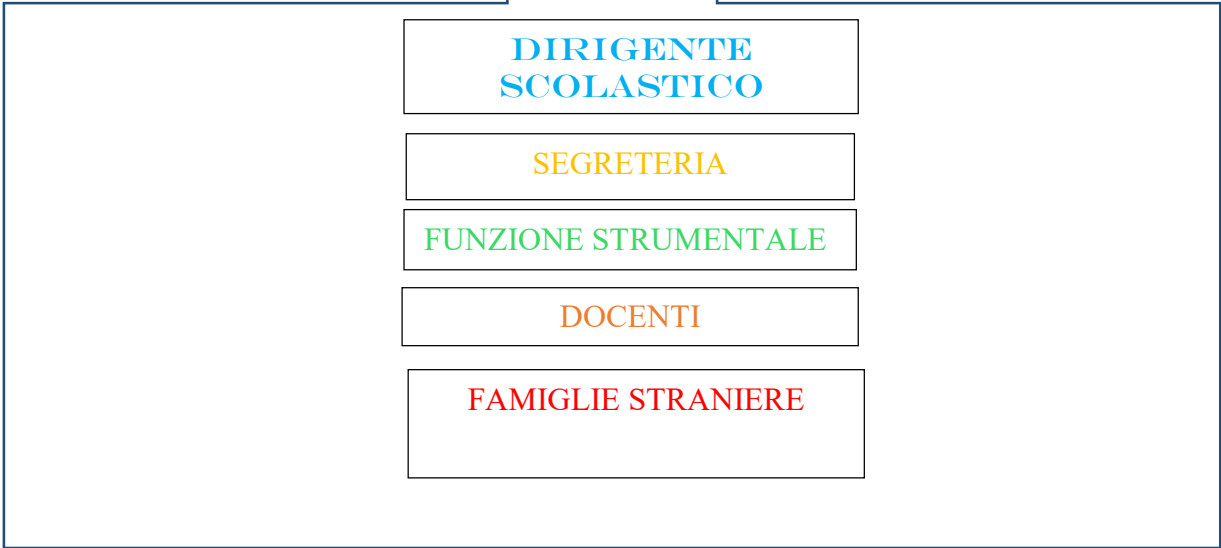 DIRIGENTE
SCOLASTICO
SEGRETERIA
FUNZIONE STRUMENTALE
DOCENTI
FAMIGLIE STRANIERE